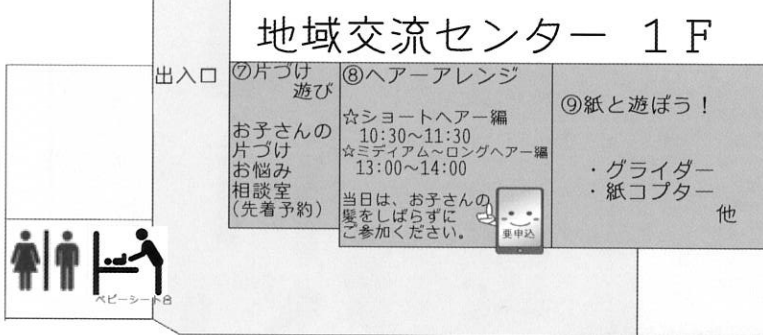 地域交流センター 1F
出入口
⑦片づけ
遊び
お子さんの
片づけ
お悩み
相談室
(先着予約)
⑧ヘアーアレンジ
☆ショートヘアー編
10:30〜11:30
☆ミディアム〜ロングヘアー編
13:00〜14:00
当日は、お子さんの
髪をしばらずに
ご参加ください。
要申込
⑨紙と遊ぼう！
・グライダー
・紙コプター
他
ベビーシート台